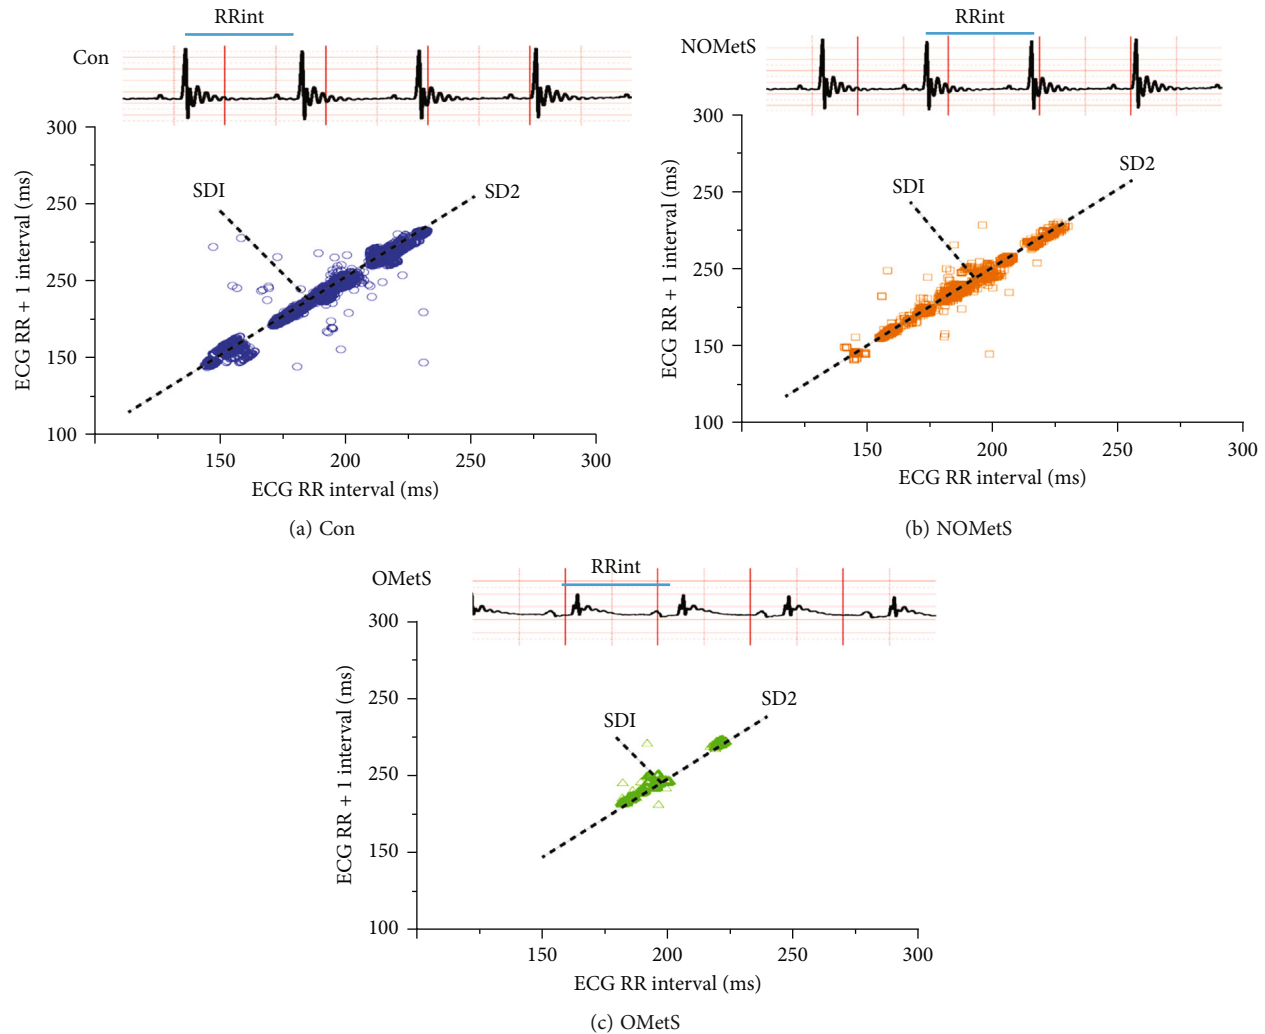 RRint
Con
300
250
250
150
100
ECG RR + 1 interval (ms)
SDI
SD2
150
200
250
300
ECG RR interval (ms)
(a) Con
RRint
NOMetS
300
250
250
150
100
ECG RR + 1 interval (ms)
SDI
SD2
150
200
250
300
ECG RR interval (ms)
(b) NOMetS
RRint
OMetS
300
250
250
150
100
ECG RR + 1 interval (ms)
SDI
SD2
150
200
250
300
ECG RR interval (ms)
(c) OMetS